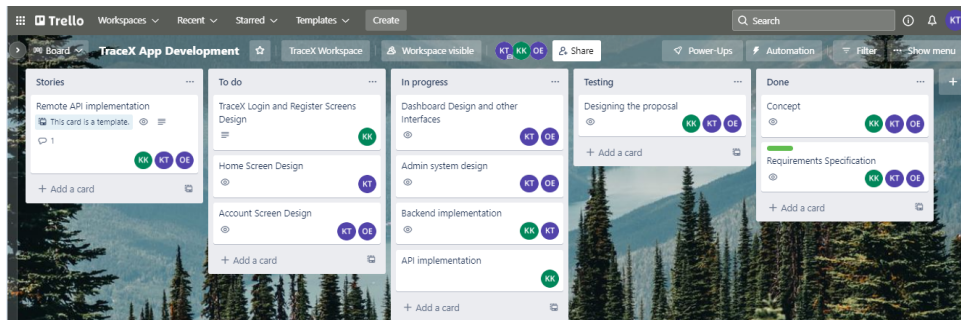 Trello Workspaces Recent Starred Templates Create Search KT
Board TraceX App Development TraceX Workspace Workspace visible KT KK OE Share Power-Ups Automation Filter ... Show menu
Stories ...
Remote API implementation
This card is a template.
1
KK KT OE
+ Add a card
To do ...
TraceX Login and Register Screens
Design
KK
Home Screen Design
KT
Account Screen Design
KT OE
+ Add a card
In progress ...
Dashboard Design and other
Interfaces
KT OE
Admin system design
KT OE
Backend implementation
KK KT
API implementation
KK
+ Add a card
Testing ...
Designing the proposal
KK KT OE
+ Add a card
Done ...
Concept
KK KT OE
Requirements Specification
KK KT OE
+ Add a card
+